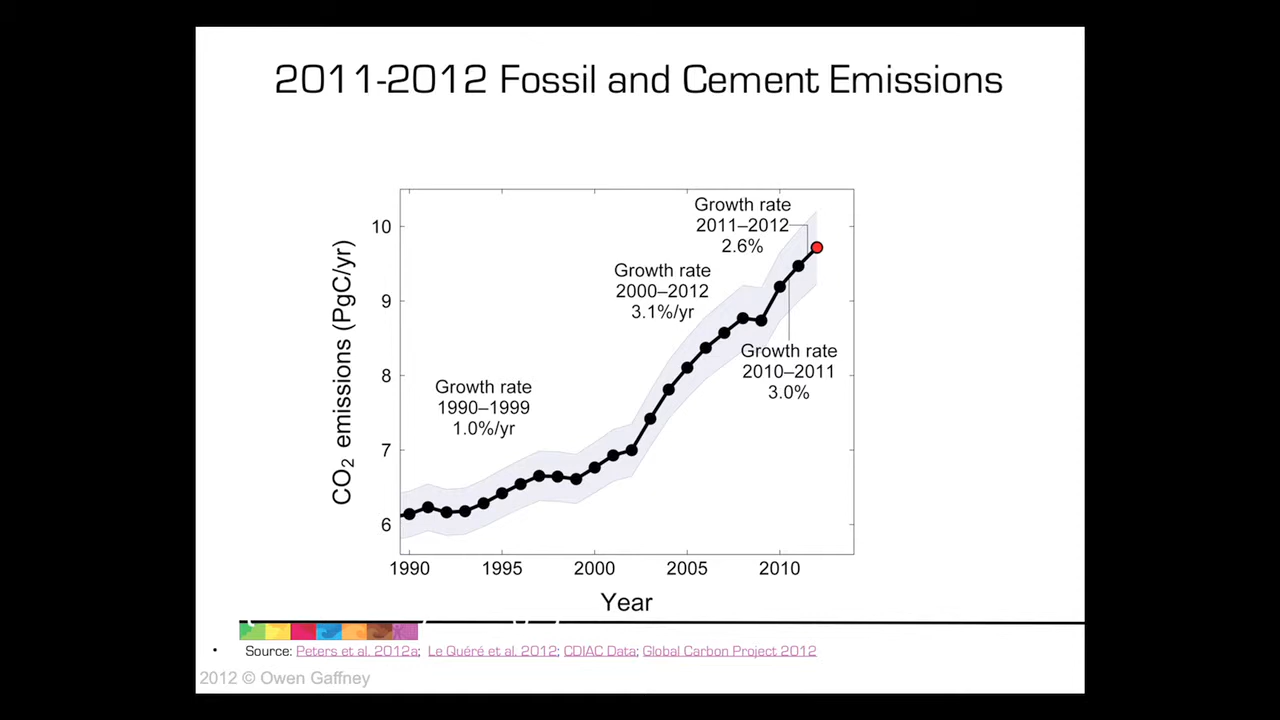 2011-2012 Fossil and Cement Emissions
Growth rate
2011–2012
2.6%
Growth rate
2000–2012
3.1%/yr
Growth rate
2010–2011
3.0%
Growth rate
1990–1999
1.0%/yr
10
9
8
7
6
CO₂ emissions (PgC/yr)
1990 1995 2000 2005 2010
Year
• Source: Peters et al. 2012a; Le Quéré et al. 2012; CDIAC Data; Global Carbon Project 2012
2012 © Owen Gaffney